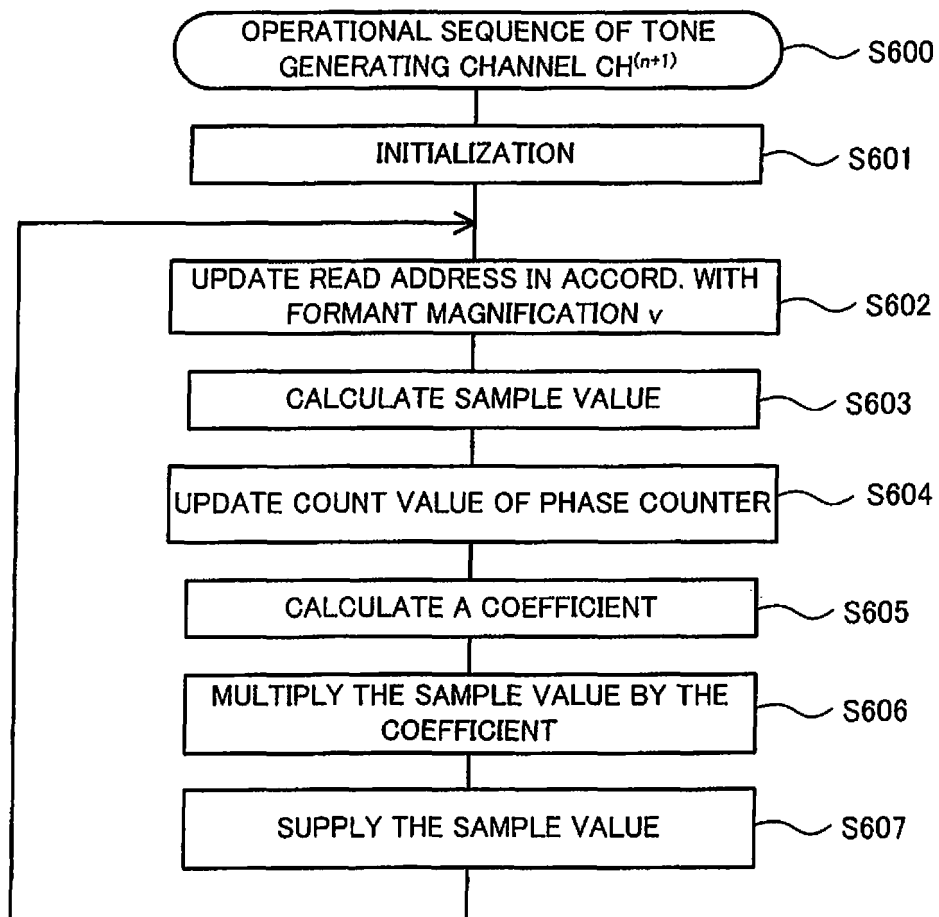 OPERATIONAL SEQUENCE OF TONE
GENERATING CHANNEL CH(n+1)
S600
INITIALIZATION
S601
UPDATE READ ADDRESS IN ACCORD. WITH
FORMANT MAGNIFICATION v
S602
CALCULATE SAMPLE VALUE
S603
UPDATE COUNT VALUE OF PHASE COUNTER
S604
CALCULATE A COEFFICIENT
S605
MULTIPLY THE SAMPLE VALUE BY THE
COEFFICIENT
S606
SUPPLY THE SAMPLE VALUE
S607